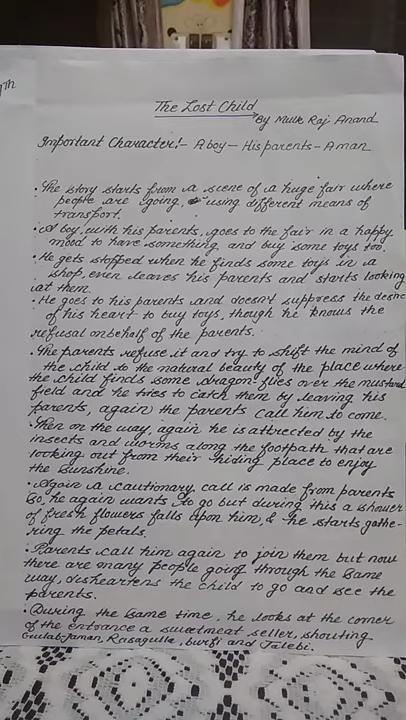 9th
The Lost Child
By Mulk Raj Anand
Important Character:- A boy - His parents - A man
• The story starts from a scene of a huge fair where
people are going, using different means of
transport.
• A boy, with his parents, goes to the fair in a happy
mood to have something, and buy some toys too.
• He gets stopped when he finds some toys in a
shop, even leaves his parents and starts looking
at them.
• He goes to his parents and doesn't suppress the desire
of his heart to buy toys, though he knows the
refusal onbehalf of the parents.
• The parents refuse it and try to shift the mind of
the child to the natural beauty of the place where
the child finds some dragon flies over the mustard
field and he tries to catch them by leaving his
parents, again the parents call him to come.
• Then on the way, again he is attrected by the
insects and worms along the footpath that are
looking out from their hiding place to enjoy
the Sunshine.
• Again a cautionary call is made from parents
So, he again wants to go but during this a shower
of fresh flowers falls upon him, & he starts gathe-
ring the petals.
• Parents call him again to join them but now
there are many people going through the same
way, disheartens the child to go and see the
parents.
• During the same time, he looks at the corner
of the entrance a sweetmeat seller, shouting
Gulab-Jaman, Rasagulla, burfi and Jalebi.